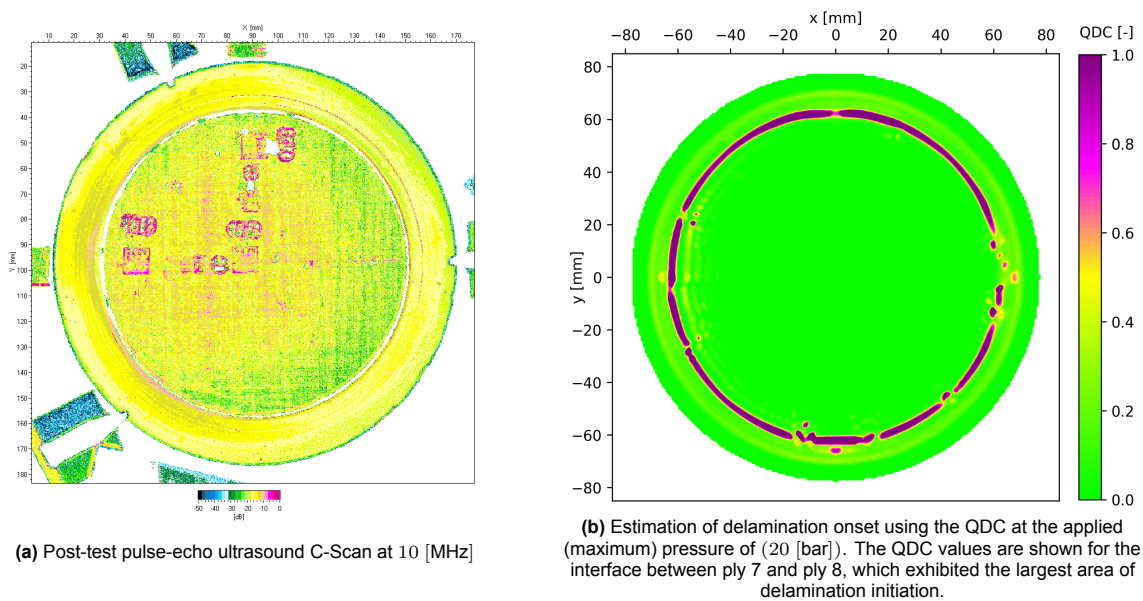 X [mm]
10 20 30 40 50 60 70 80 90 100 110 120 130 140 150 160 170
Y [mm]
20
30
40
50
60
70
80
90
100
110
120
130
140
150
160
170
180
-50 -40 -30 -20 -10 0
[dB]
(a) Post-test pulse-echo ultrasound C-Scan at 10 [MHz]
x [mm]
−80 −60 −40 −20 0 20 40 60 80
y [mm]
80
60
40
20
0
−20
−40
−60
−80
QDC [-]
1.0
0.8
0.6
0.4
0.2
0.0
(b) Estimation of delamination onset using the QDC at the applied
(maximum) pressure of (20 [bar]). The QDC values are shown for the
interface between ply 7 and ply 8, which exhibited the largest area of
delamination initiation.